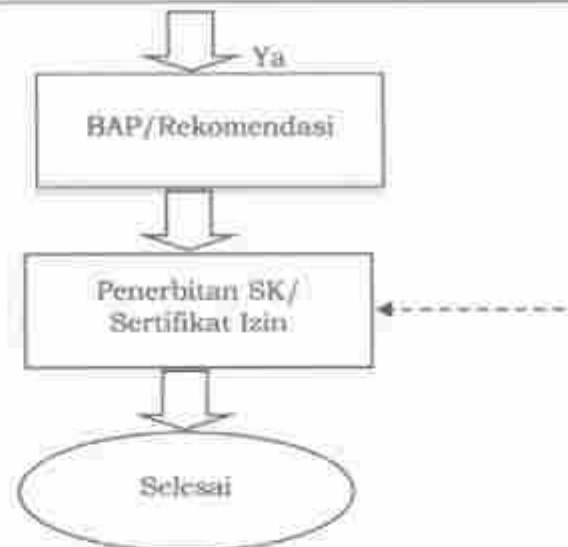 Ya
BAP/Rekomendasi
Penerbitan SK/
Sertifikat Izin
Selesai